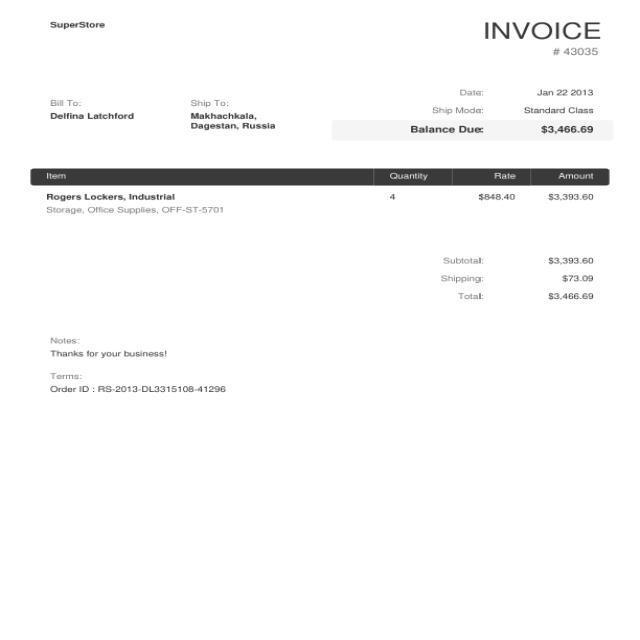 SuperStore
INVOICE
# 43035
Date: Jan 22 2013
Ship Mode: Standard Class
Balance Due: $3,466.69
Bill To:
Delfina Latchford
Ship To:
Makhachkala,
Dagestan, Russia
Item Quantity Rate Amount
Rogers Lockers, Industrial 4 $848.40 $3,393.60
Storage, Office Supplies, OFF-ST-5701
Subtotal: $3,393.60
Shipping: $73.09
Total: $3,466.69
Notes:
Thanks for your business!
Terms:
Order ID : RS-2013-DL3315108-41296